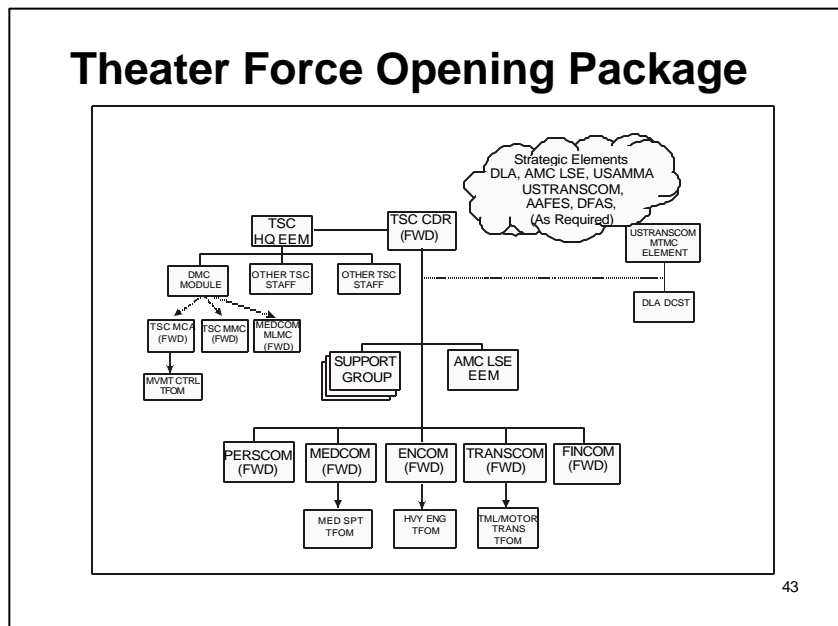 Theater Force Opening Package
Strategic Elements
DLA, AMC LSE, USAMMA
USTRANSCOM,
AAFES, DFAS,
(As Required)
TSC
HQ EEM
TSC CDR
(FWD)
USTRANSCOM
MTMC
ELEMENT
DMC
MODULE
OTHER TSC
STAFF
OTHER TSC
STAFF
DLA DCST
TSC MCA
(FWD)
TSC MMC
(FWD)
MEDCOM
MLMC
(FWD)
MVMT CTRL
TFOM
SUPPORT
GROUP
AMC LSE
EEM
PERSCOM
(FWD)
MEDCOM
(FWD)
ENCOM
(FWD)
TRANSCOM
(FWD)
FINCOM
(FWD)
MED SPT
TFOM
HVY ENG
TFOM
TML/MOTOR
TRANS
TFOM
43